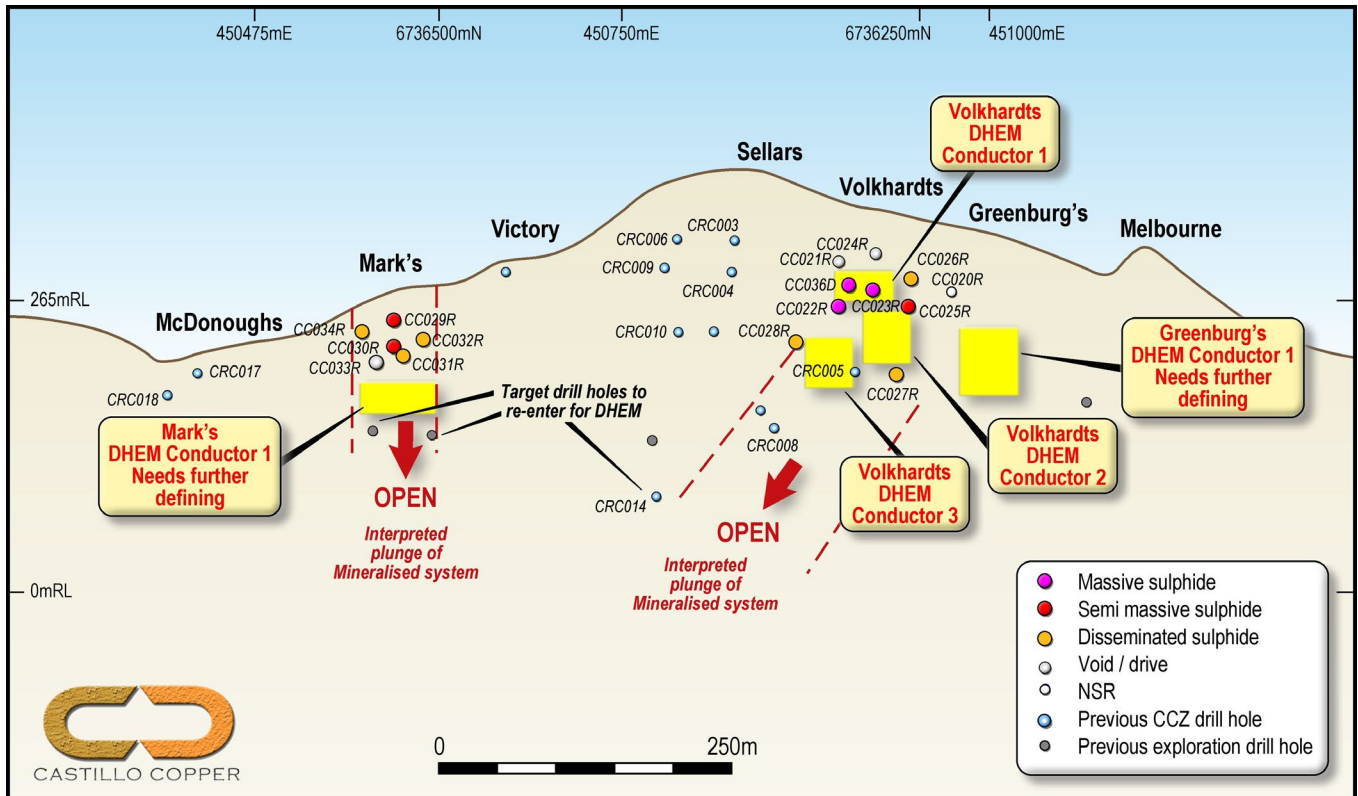 450475mE
6736500mN
450750mE
6736250mN
451000mE
Volkhardts
DHEM
Conductor 1
Sellars
Volkhardts
Greenburg's
Melbourne
Victory
Mark's
McDonoughs
265mRL
0mRL
CRC006
CRC003
CRC009
CRC004
CRC010
CC024R
CC021R
CC026R
CC036D
CC020R
CC022R
CC023R
CC025R
CC028R
CRC005
CC027R
CRC008
CC034R
CC029R
CC030R
CC032R
CC033R
CC031R
CRC017
CRC018
CRC014
Target drill holes to
re-enter for DHEM
Mark's
DHEM Conductor 1
Needs further
defining
OPEN
Interpreted
plunge of
Mineralised system
OPEN
Interpreted
plunge of
Mineralised system
Volkhardts
DHEM
Conductor 3
Volkhardts
DHEM
Conductor 2
Greenburg's
DHEM Conductor 1
Needs further
defining
Massive sulphide
Semi massive sulphide
Disseminated sulphide
Void / drive
NSR
Previous CCZ drill hole
Previous exploration drill hole
CASTILLO COPPER
0
250m